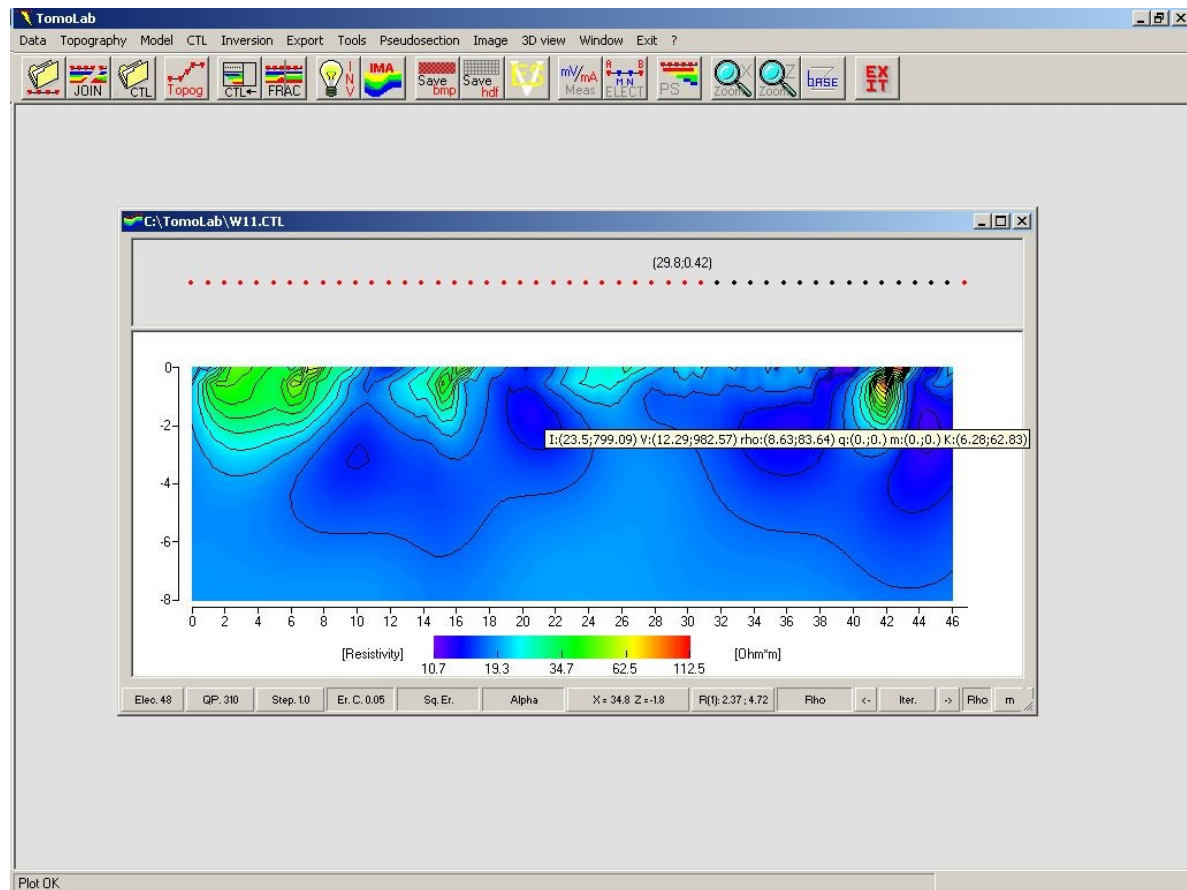 TomoLab
Data Topography Model CTL Inversion Export Tools Pseudosection Image 3D view Window Exit ?
JOIN CTL Topog CTL FRAC INV IMA Save bmp Save hdf mV/mA Meas A B M N ELECT PS Zoom X Zoom Z BASE EXIT
C:\TomoLab\W11.CTL
(29.8;0.42)
0
-2
I:(23.5;799.09) V:(12.29;982.57) rho:(8.63;83.64) q:(0.;0.) m:(0.;0.) K:(6.28;62.83)
-4
-6
-8
0 2 4 6 8 10 12 14 16 18 20 22 24 26 28 30 32 34 36 38 40 42 44 46
[Resistivity] [Ohm*m]
10.7 19.3 34.7 62.5 112.5
Elec. 48 QP. 310 Step. 1.0 Er. C. 0.05 Sq. Er. Alpha X = 34.8 Z = -1.8 R(1): 2.37 ; 4.72 Rho <- Iter. -> Rho m
Plot OK